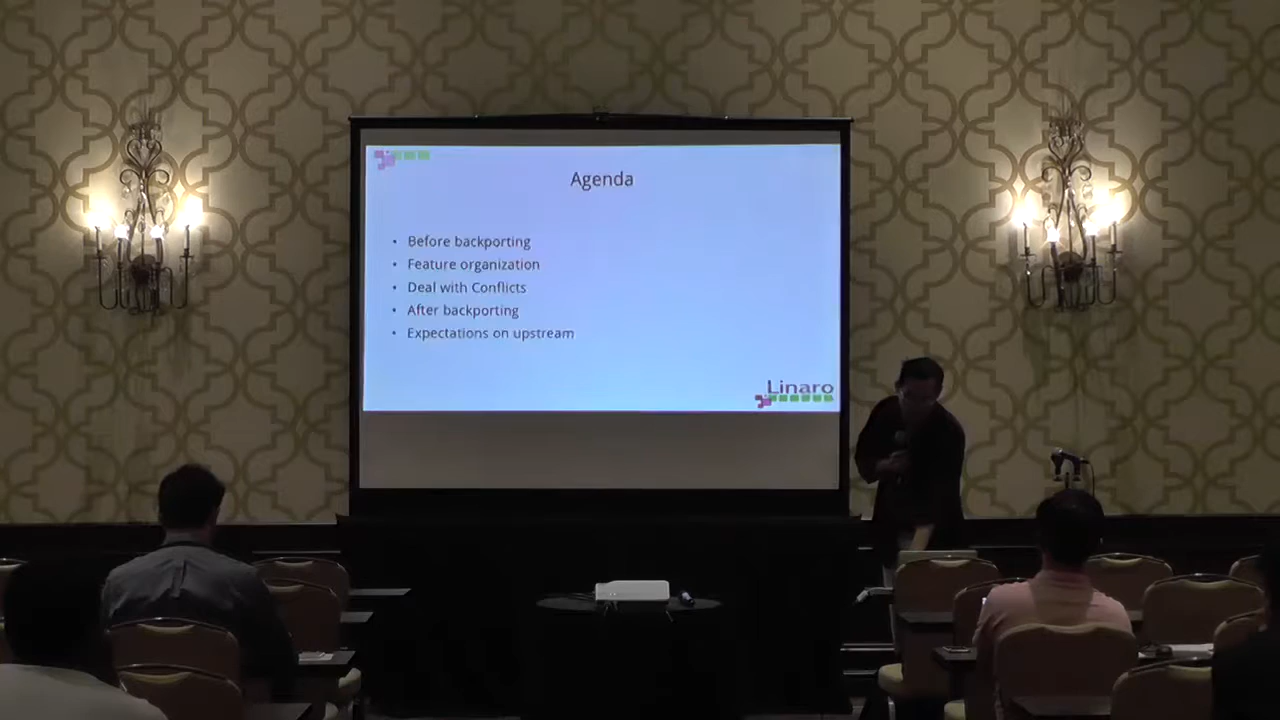 Agenda
• Before backporting
• Feature organization
• Deal with Conflicts
• After backporting
• Expectations on upstream
Linaro